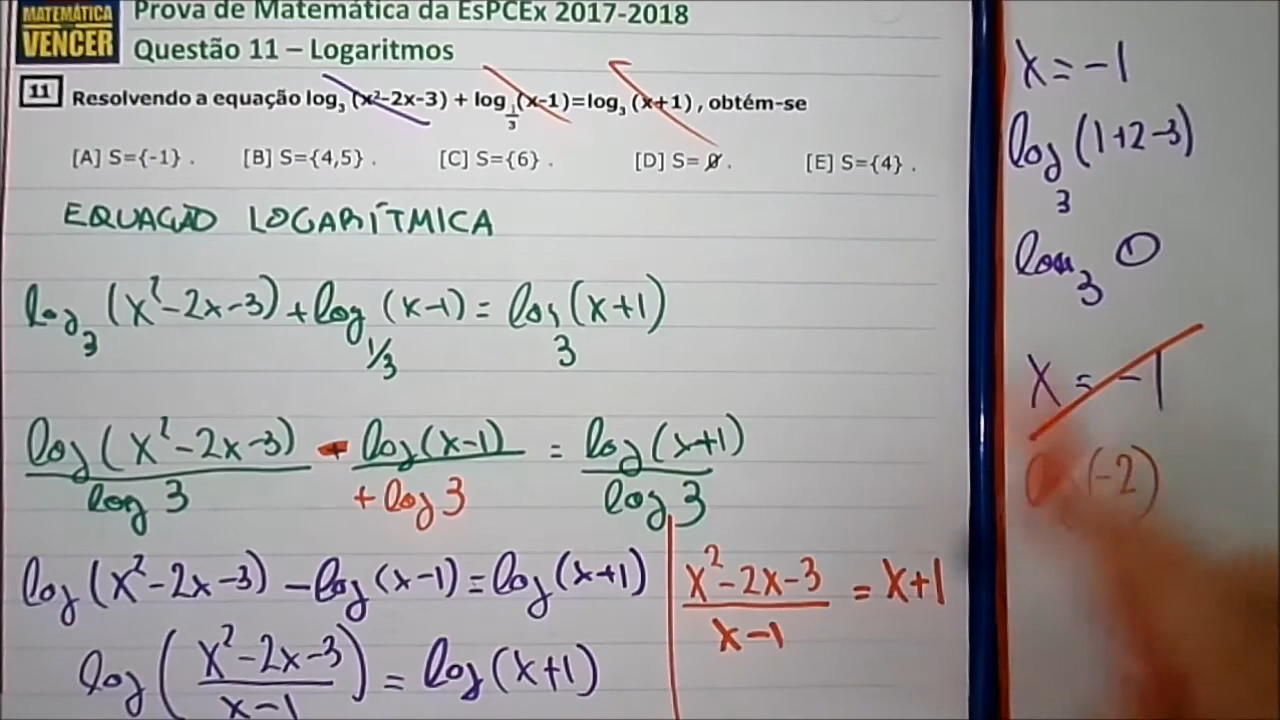 MATEMÁTICA
VENCER
Prova de Matemática da EsPCEx 2017-2018
Questão 11 – Logaritmos
11 Resolvendo a equação log₃ (x²-2x-3) + log₁/₃ (x-1)=log₃ (x+1), obtém-se
[A] S={-1} . [B] S={4,5} . [C] S={6} . [D] S= ∅ . [E] S={4} .
EQUAÇÃO LOGARÍTMICA
log₃ (x²-2x-3) + log₁/₃ (x-1) = log₃ (x+1)
log (x²-2x-3)/log 3 - log(x-1)/+log 3 = log(x+1)/log 3
log (x²-2x-3) - log (x-1) = log (x+1)
log ((x²-2x-3)/(x-1)) = log (x+1)
(x²-2x-3)/(x-1) = x+1
x = -1
log₃ (1+2-3)
log₃ 0
x = -1
(-2)